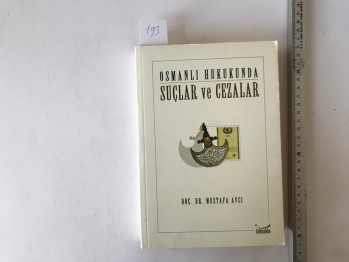 193
OSMANLI HUKUKUNDA
SUÇLAR ve CEZALAR
DOÇ. DR. MUSTAFA AVCI